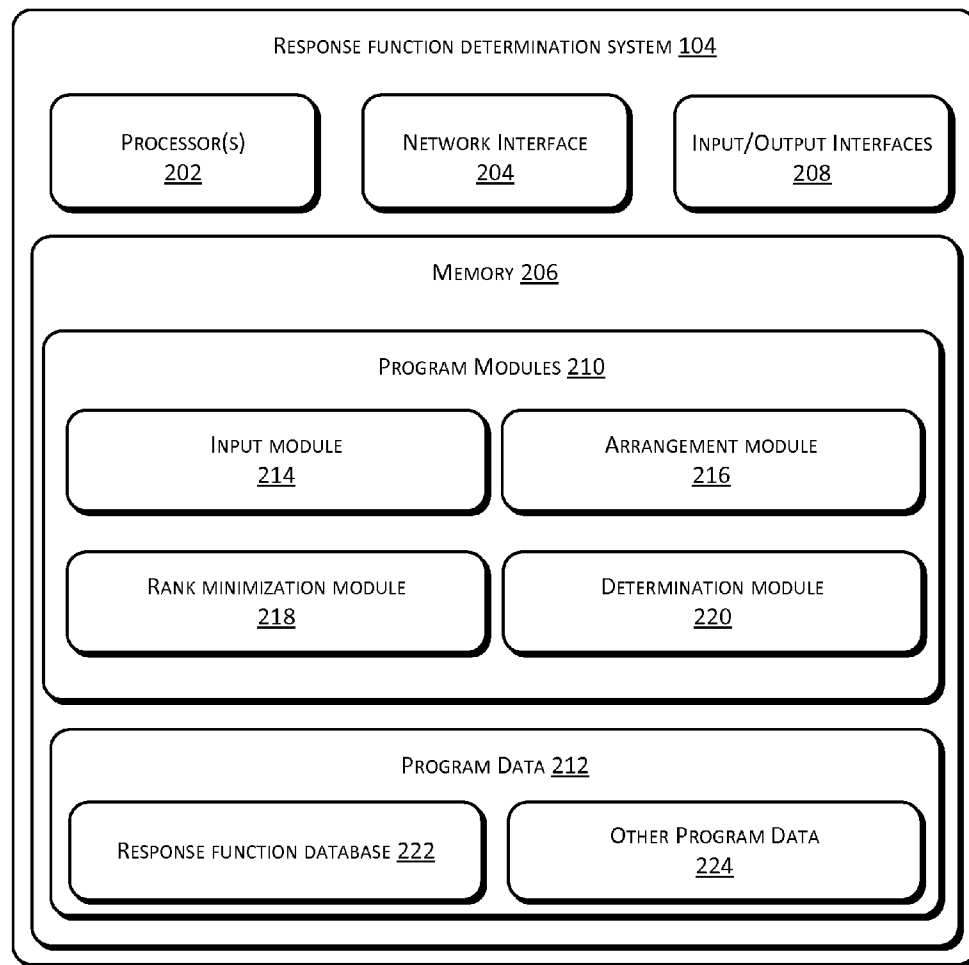 Response function determination system 104
Processor(s)
202
Network Interface
204
Input/Output Interfaces
208
Memory 206
Program Modules 210
Input module
214
Arrangement module
216
Rank minimization module
218
Determination module
220
Program Data 212
Response function database 222
Other Program Data
224